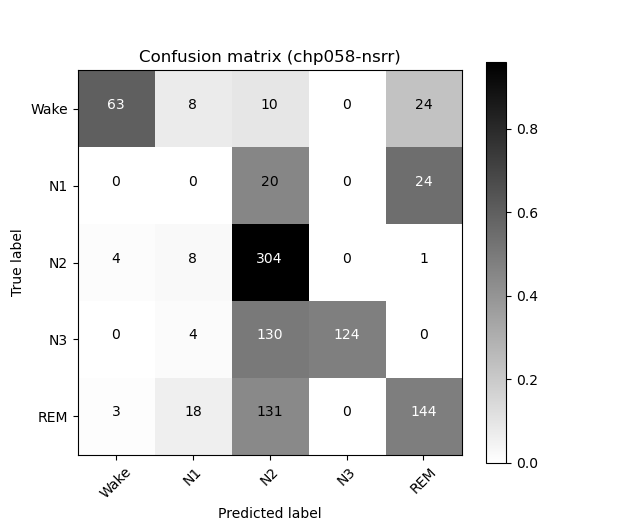 Confusion matrix (chp058-nsrr)
True label
Wake 63 8 10 0 24
N1 0 0 20 0 24
N2 4 8 304 0 1
N3 0 4 130 124 0
REM 3 18 131 0 144
Wake N1 N2 N3 REM
Predicted label
0.8
0.6
0.4
0.2
0.0